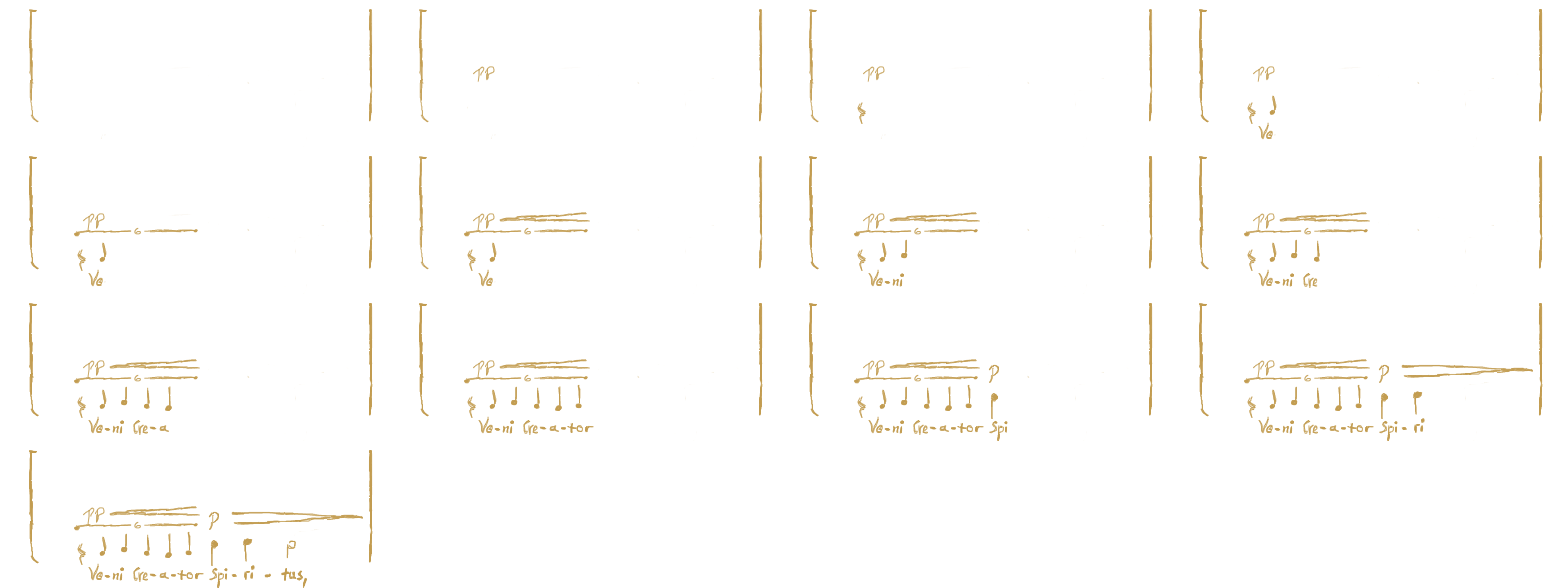 pp
pp
pp
Ve
pp
6
Ve
pp
6
Ve
pp
6
Ve-ni
pp
6
Ve-ni Cre
pp
6
Ve-ni Cre-a
pp
6
Ve-ni Cre-a-tor
pp
6 p
Ve-ni Cre-a-tor Spi
pp
6 p
Ve-ni Cre-a-tor Spi-ri
pp
6 p
Ve-ni Cre-a-tor Spi-ri-tus,